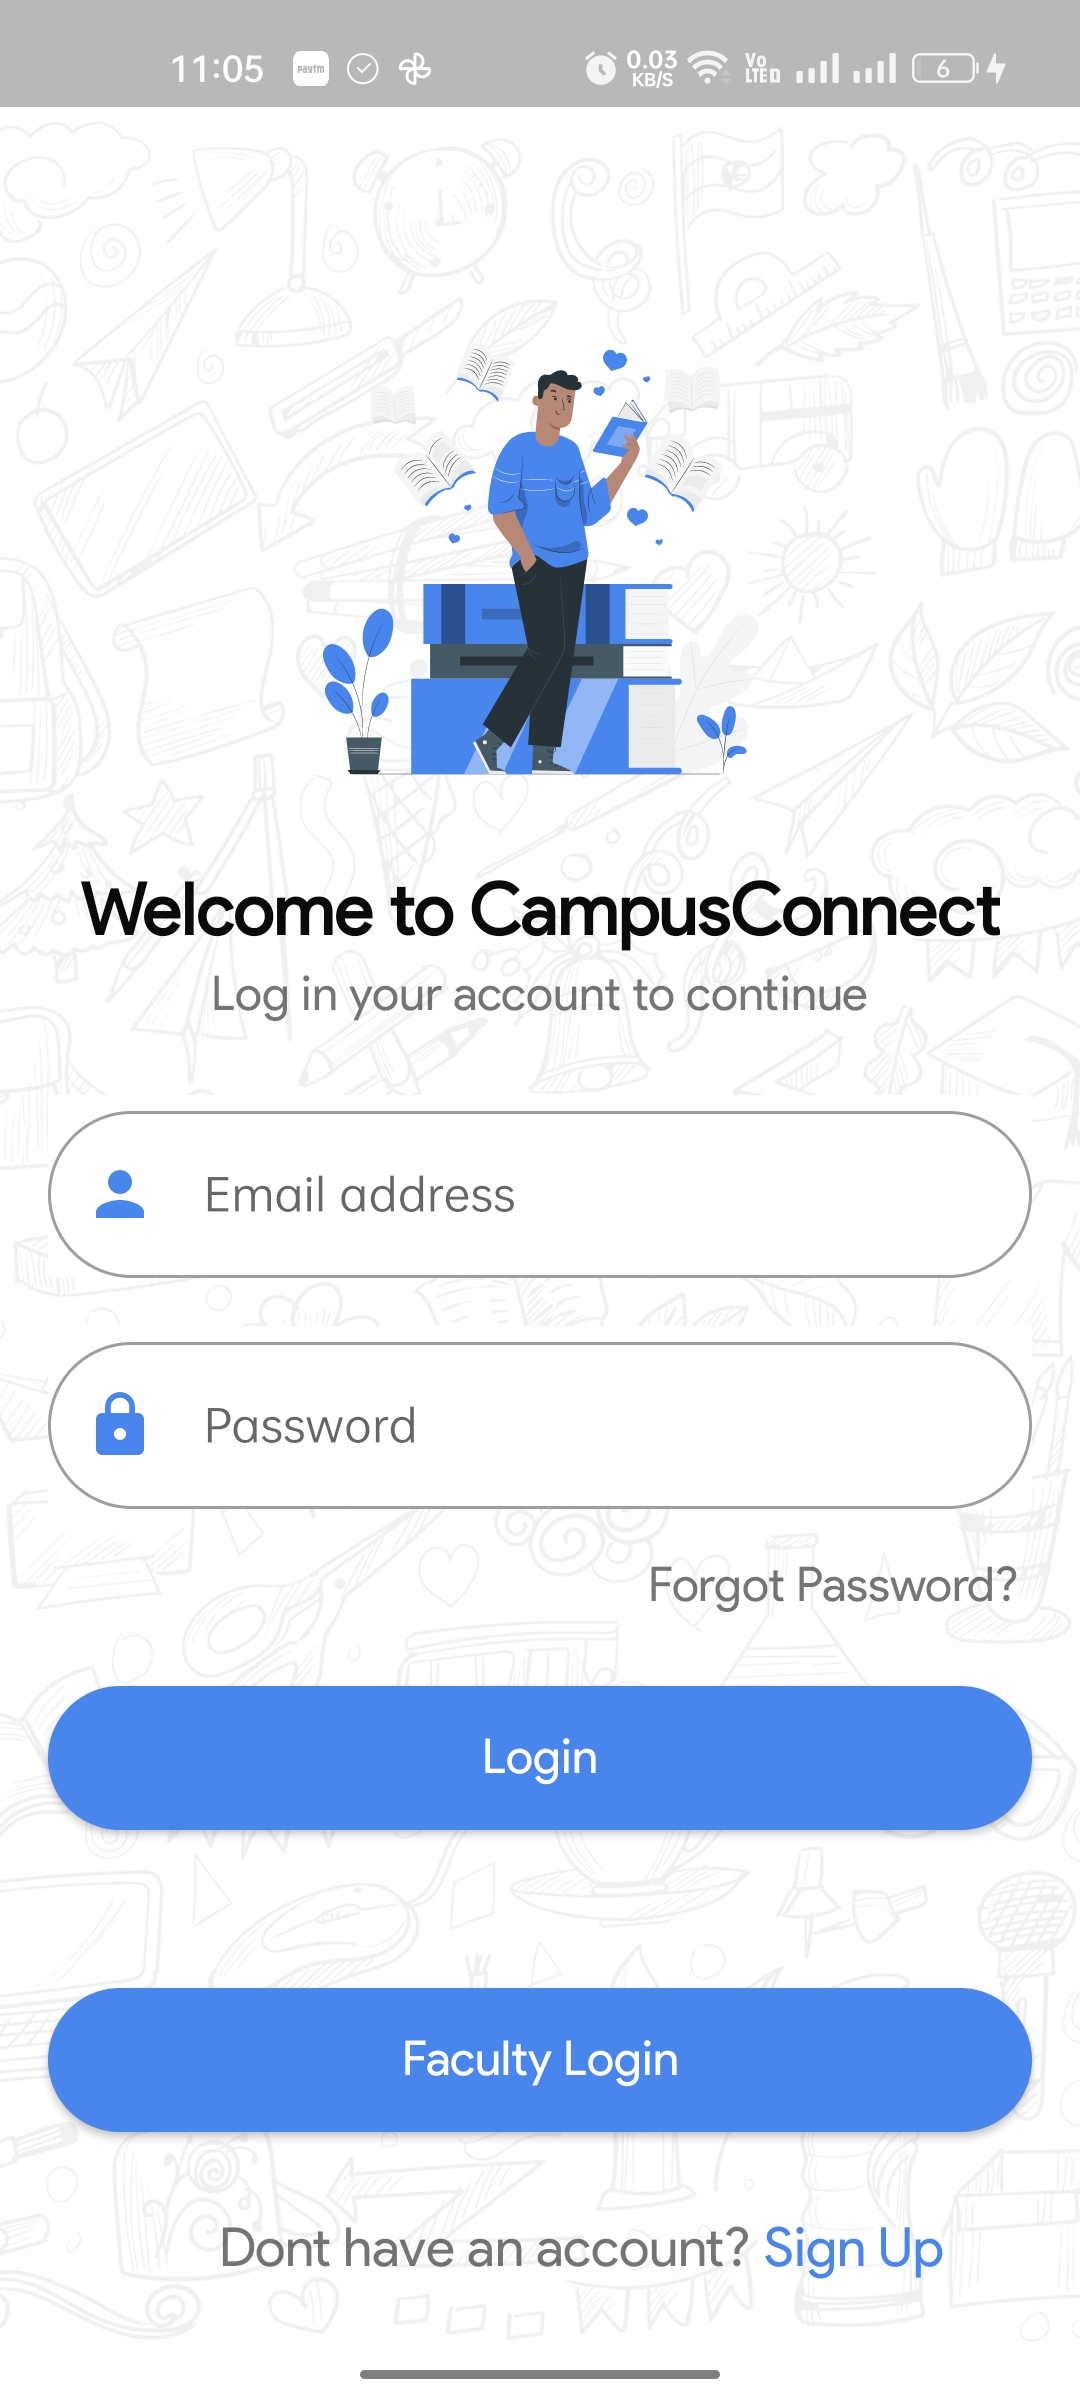 11:05 paytm 0.03 KB/S Vo LTE D 6
Welcome to CampusConnect
Log in your account to continue
Email address
Password
Forgot Password?
Login
Faculty Login
Dont have an account? Sign Up